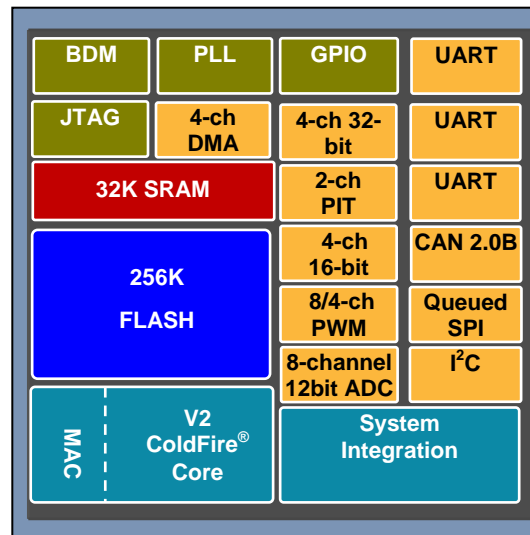 BDM
PLL
GPIO
UART
JTAG
4-ch
DMA
4-ch 32-
bit
UART
32K SRAM
2-ch
PIT
UART
256K
FLASH
4-ch
16-bit
CAN 2.0B
8/4-ch
PWM
Queued
SPI
8-channel
12bit ADC
I²C
MAC
V2
ColdFire®
Core
System
Integration